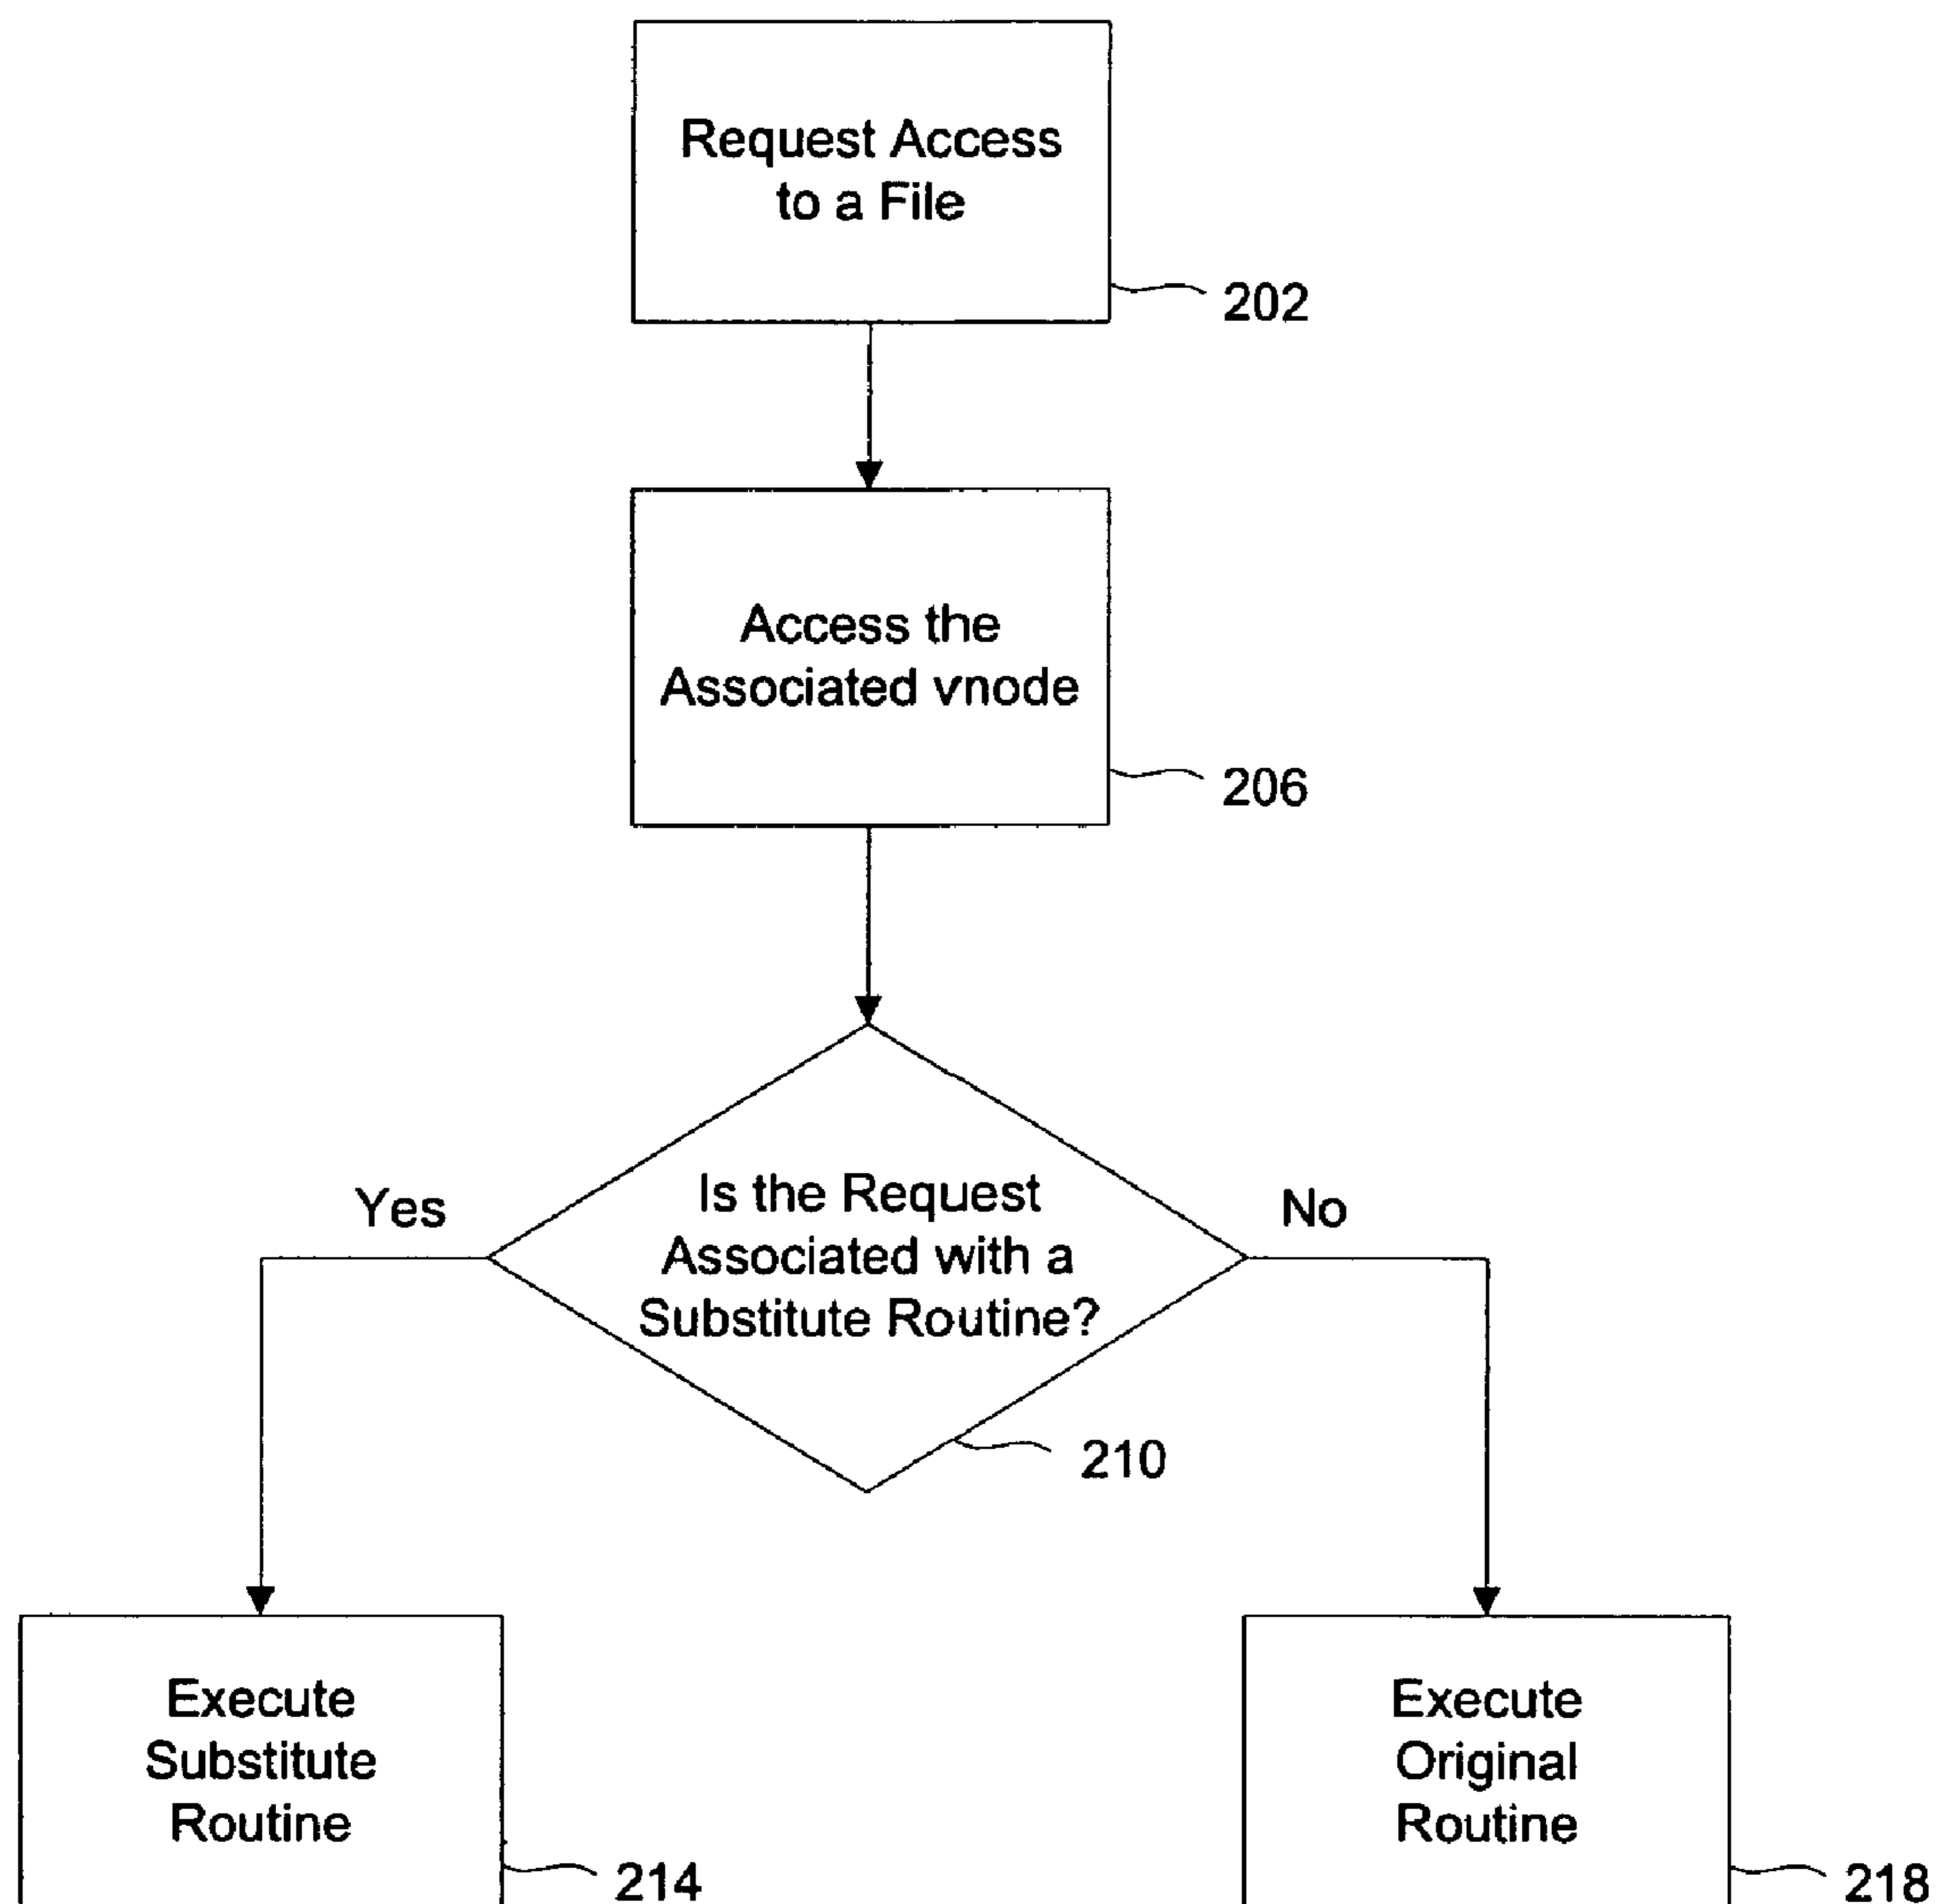 Request Access
to a File
202
Access the
Associated vnode
206
Is the Request
Associated with a
Substitute Routine?
Yes
No
210
Execute
Substitute
Routine
214
Execute
Original
Routine
218